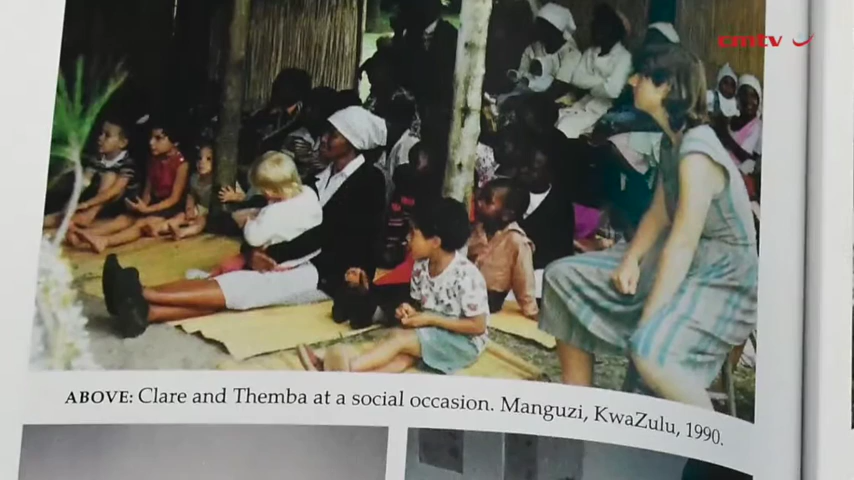 cmtv
ABOVE: Clare and Themba at a social occasion. Manguzi, KwaZulu, 1990.